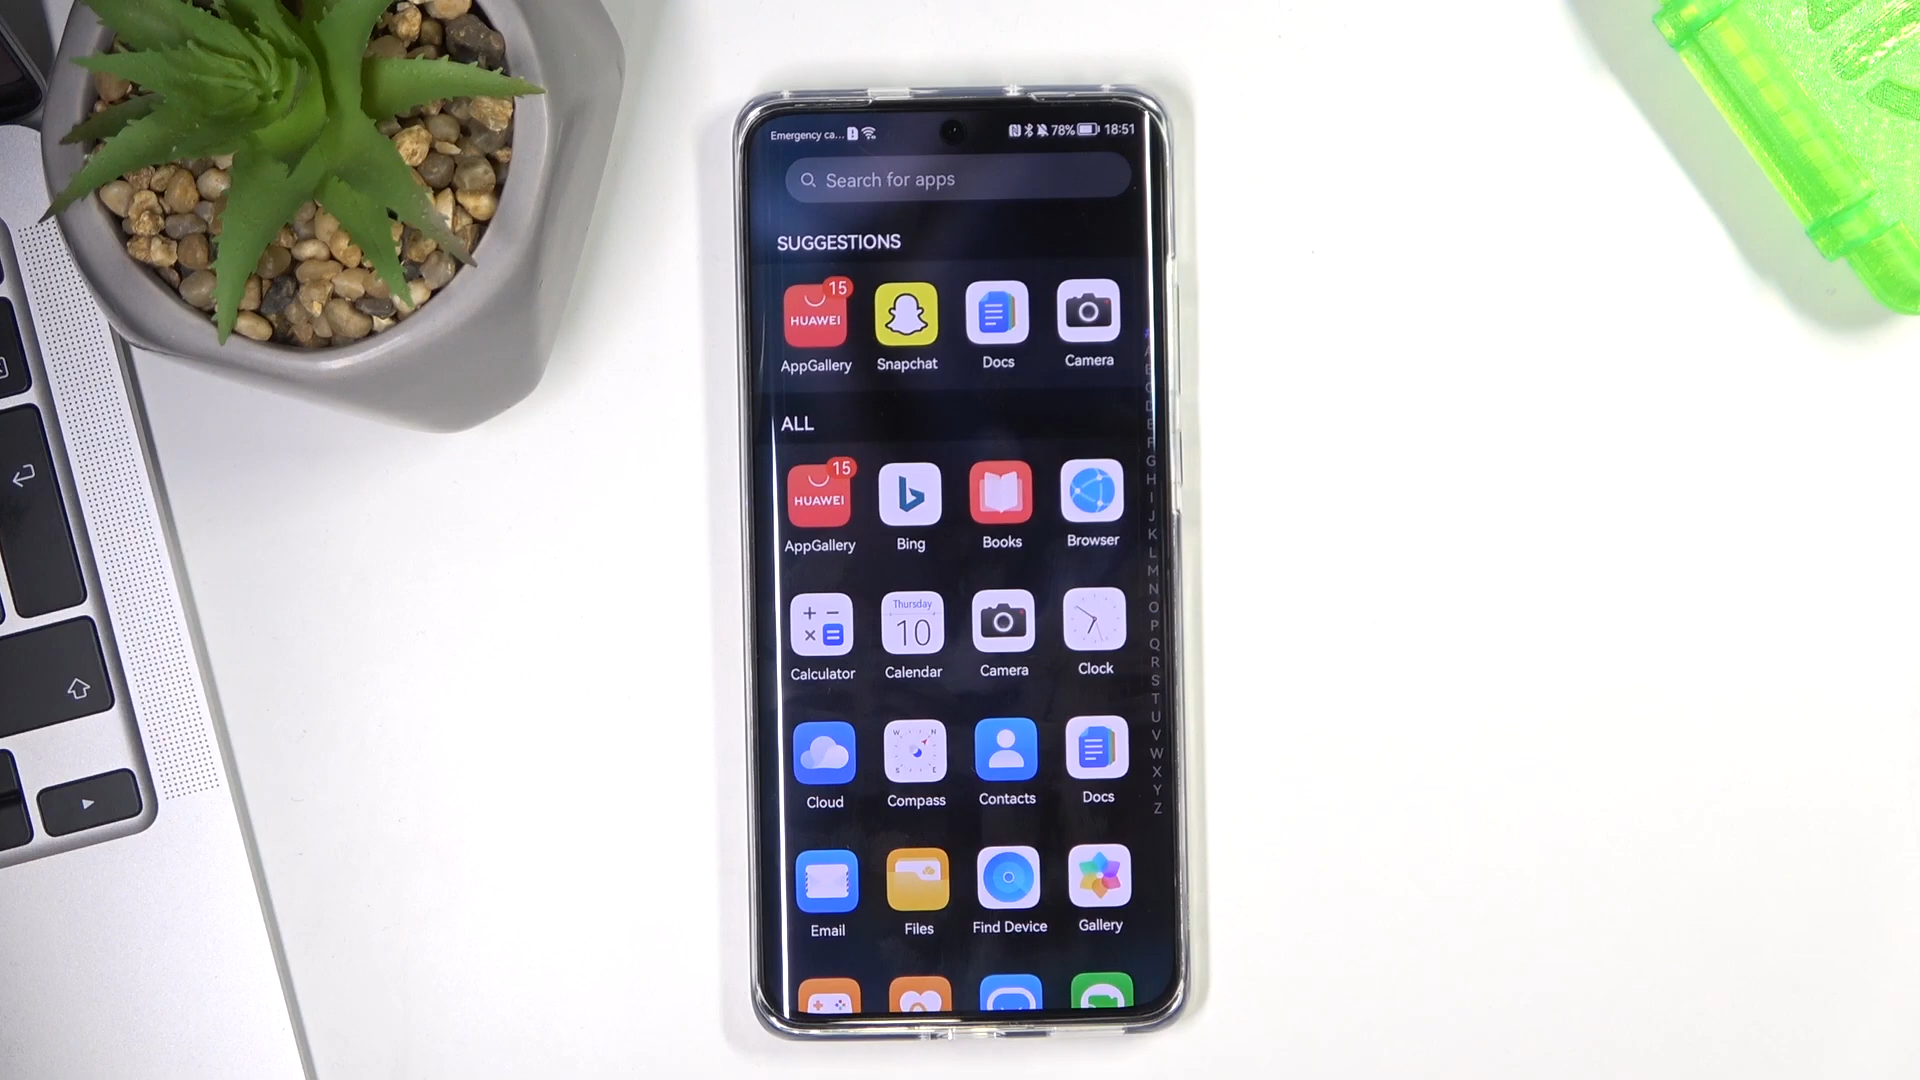 Emergency ca... 78% 18:51
Search for apps
SUGGESTIONS
15
HUAWEI
AppGallery Snapchat Docs Camera
ALL
15
HUAWEI
AppGallery Bing Books Browser
Thursday
10
Calculator Calendar Camera Clock
W N
S E
Cloud Compass Contacts Docs
Email Files Find Device Gallery
F
G
H
I
J
K
L
M
N
O
P
Q
R
S
T
U
V
W
X
Y
Z